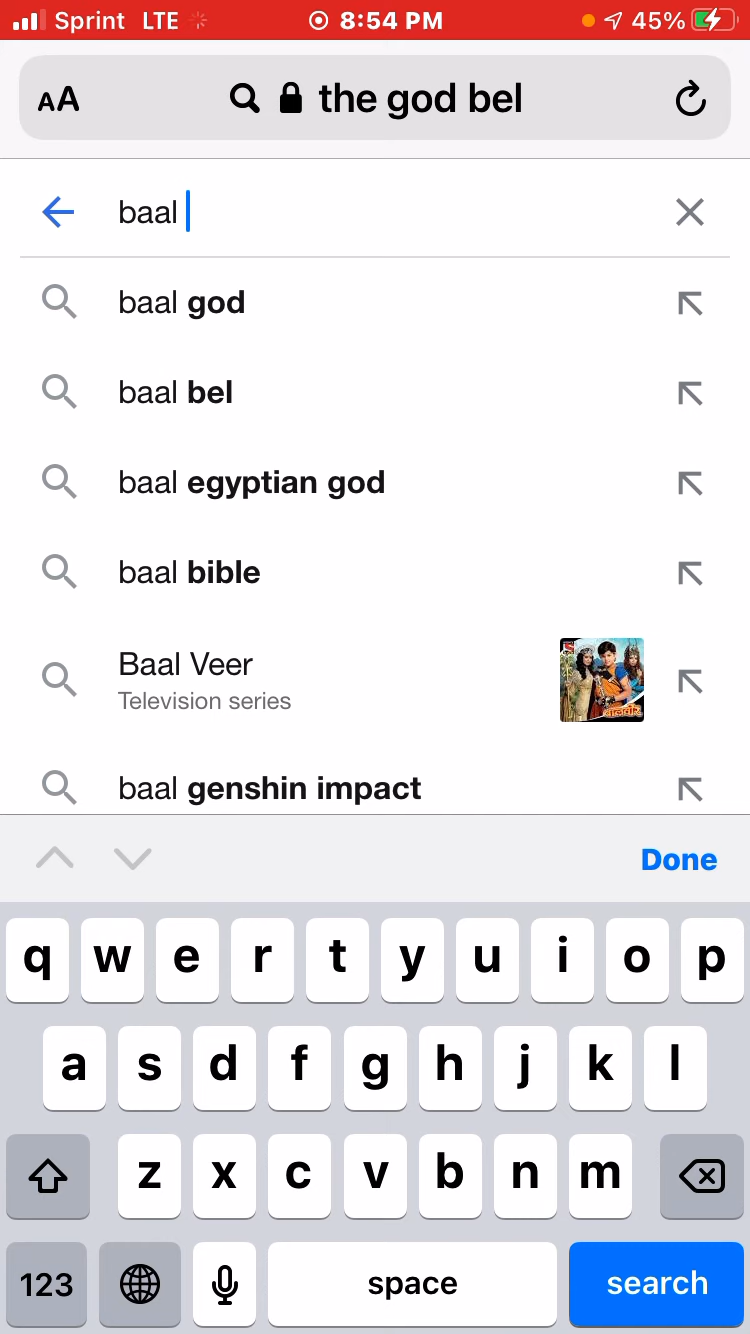 Sprint LTE 8:54 PM 45%
AA the god bel
baal
baal god
baal bel
baal egyptian god
baal bible
Baal Veer
Television series
बालवीर
baal genshin impact
Done
q w e r t y u i o p
a s d f g h j k l
z x c v b n m
123 space search